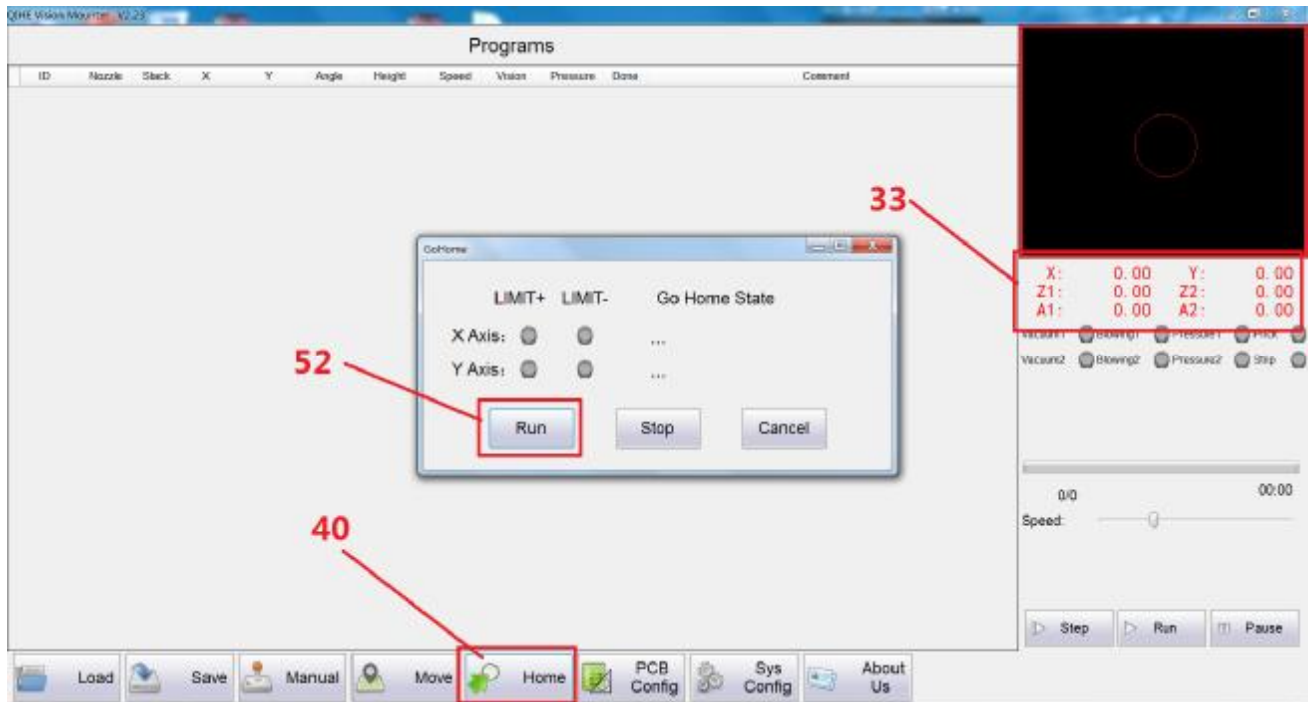 QIHE Vision Mounter V2.23
Programs
ID Nozzle Stack X Y Angle Height Speed Vision Pressure Done Comment
33
GoHome
LIMIT+ LIMIT- Go Home State
X Axis: ...
Y Axis: ...
52
Run Stop Cancel
X: 0.00 Y: 0.00
Z1: 0.00 Z2: 0.00
A1: 0.00 A2: 0.00
Vacuum1 Blowing1 Pressure1 Prick
Vacuum2 Blowing2 Pressure2 Strip
0/0 00:00
Speed:
40
Step Run Pause
Load Save Manual Move Home PCB Config Sys Config About Us